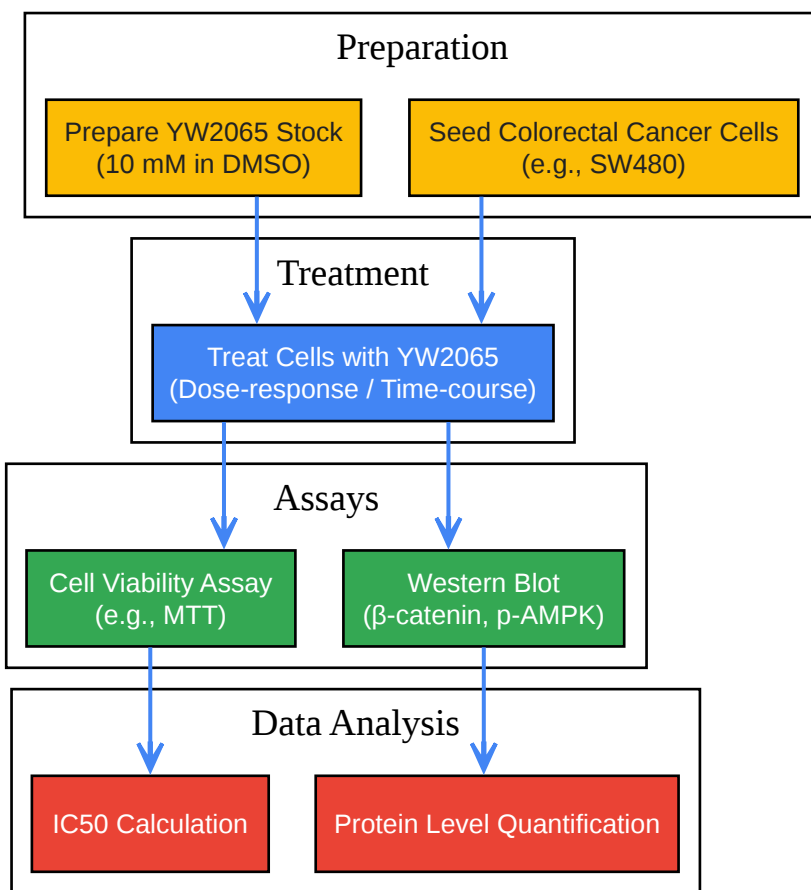 Preparation
Prepare YW2065 Stock
(10 mM in DMSO)
Seed Colorectal Cancer Cells
(e.g., SW480)
Treatment
Treat Cells with YW2065
(Dose-response / Time-course)
Assays
Cell Viability Assay
(e.g., MTT)
Western Blot
(β-catenin, p-AMPK)
Data Analysis
IC50 Calculation
Protein Level Quantification